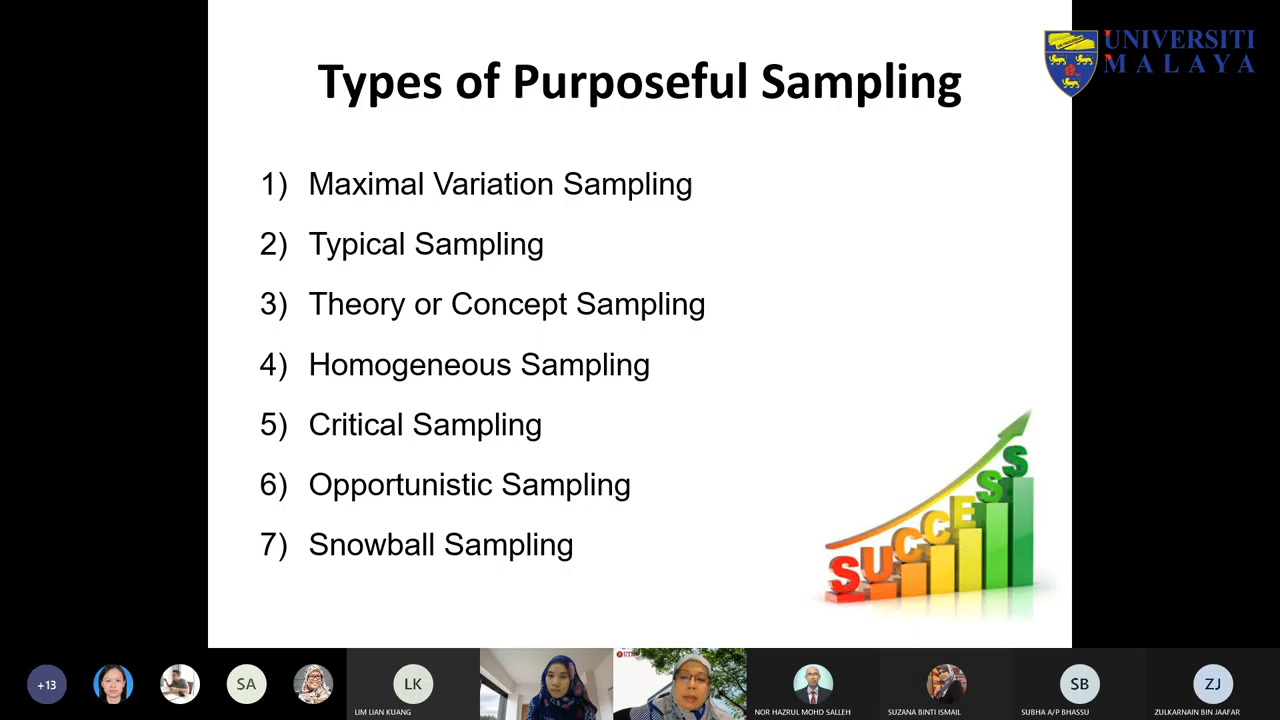 UNIVERSITI
MALAYA
Types of Purposeful Sampling
1) Maximal Variation Sampling
2) Typical Sampling
3) Theory or Concept Sampling
4) Homogeneous Sampling
5) Critical Sampling
6) Opportunistic Sampling
7) Snowball Sampling
SUCCESS
+13
SA
LK
LIM LIAN KUANG
NOR HAZRUL MOHD SALLEH
SUZANA BINTI ISMAIL
SB
SUBHA A/P BHASSU
ZJ
ZULKARNAIN BIN JAAFAR